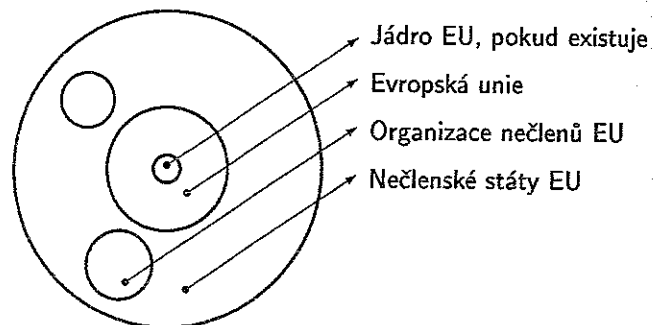 Jádro EU, pokud existuje
Evropská unie
Organizace nečlenů EU
Nečlenské státy EU